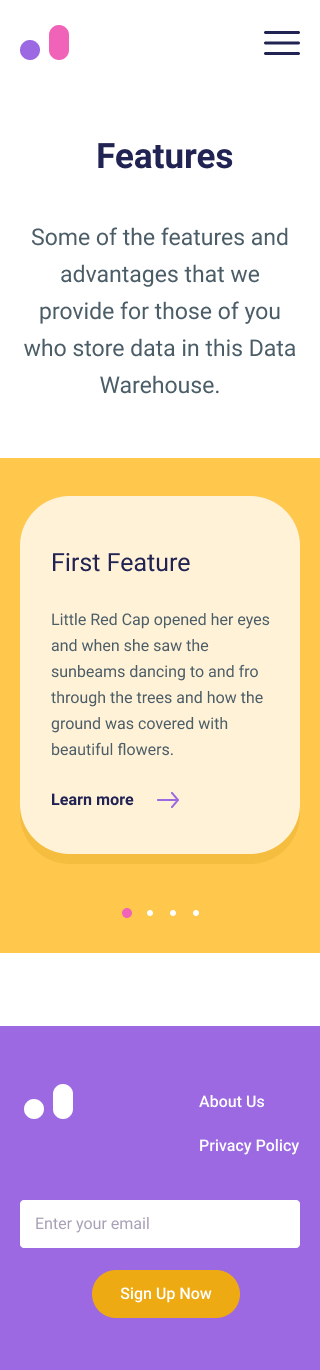 Features
Some of the features and
advantages that we
provide for those of you
who store data in this Data
Warehouse.
First Feature
Little Red Cap opened her eyes
and when she saw the
sunbeams dancing to and fro
through the trees and how the
ground was covered with
beautiful flowers.
Learn more
About Us
Privacy Policy
Enter your email
Sign Up Now